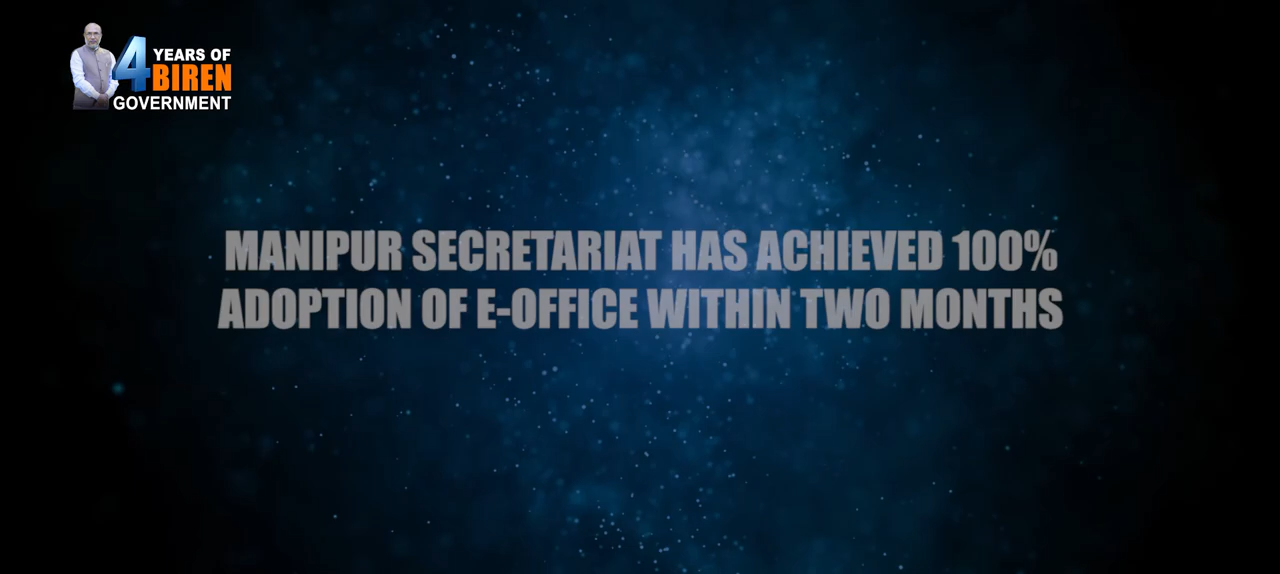 4 YEARS OF
BIREN
GOVERNMENT
MANIPUR SECRETARIAT HAS ACHIEVED 100%
ADOPTION OF E-OFFICE WITHIN TWO MONTHS